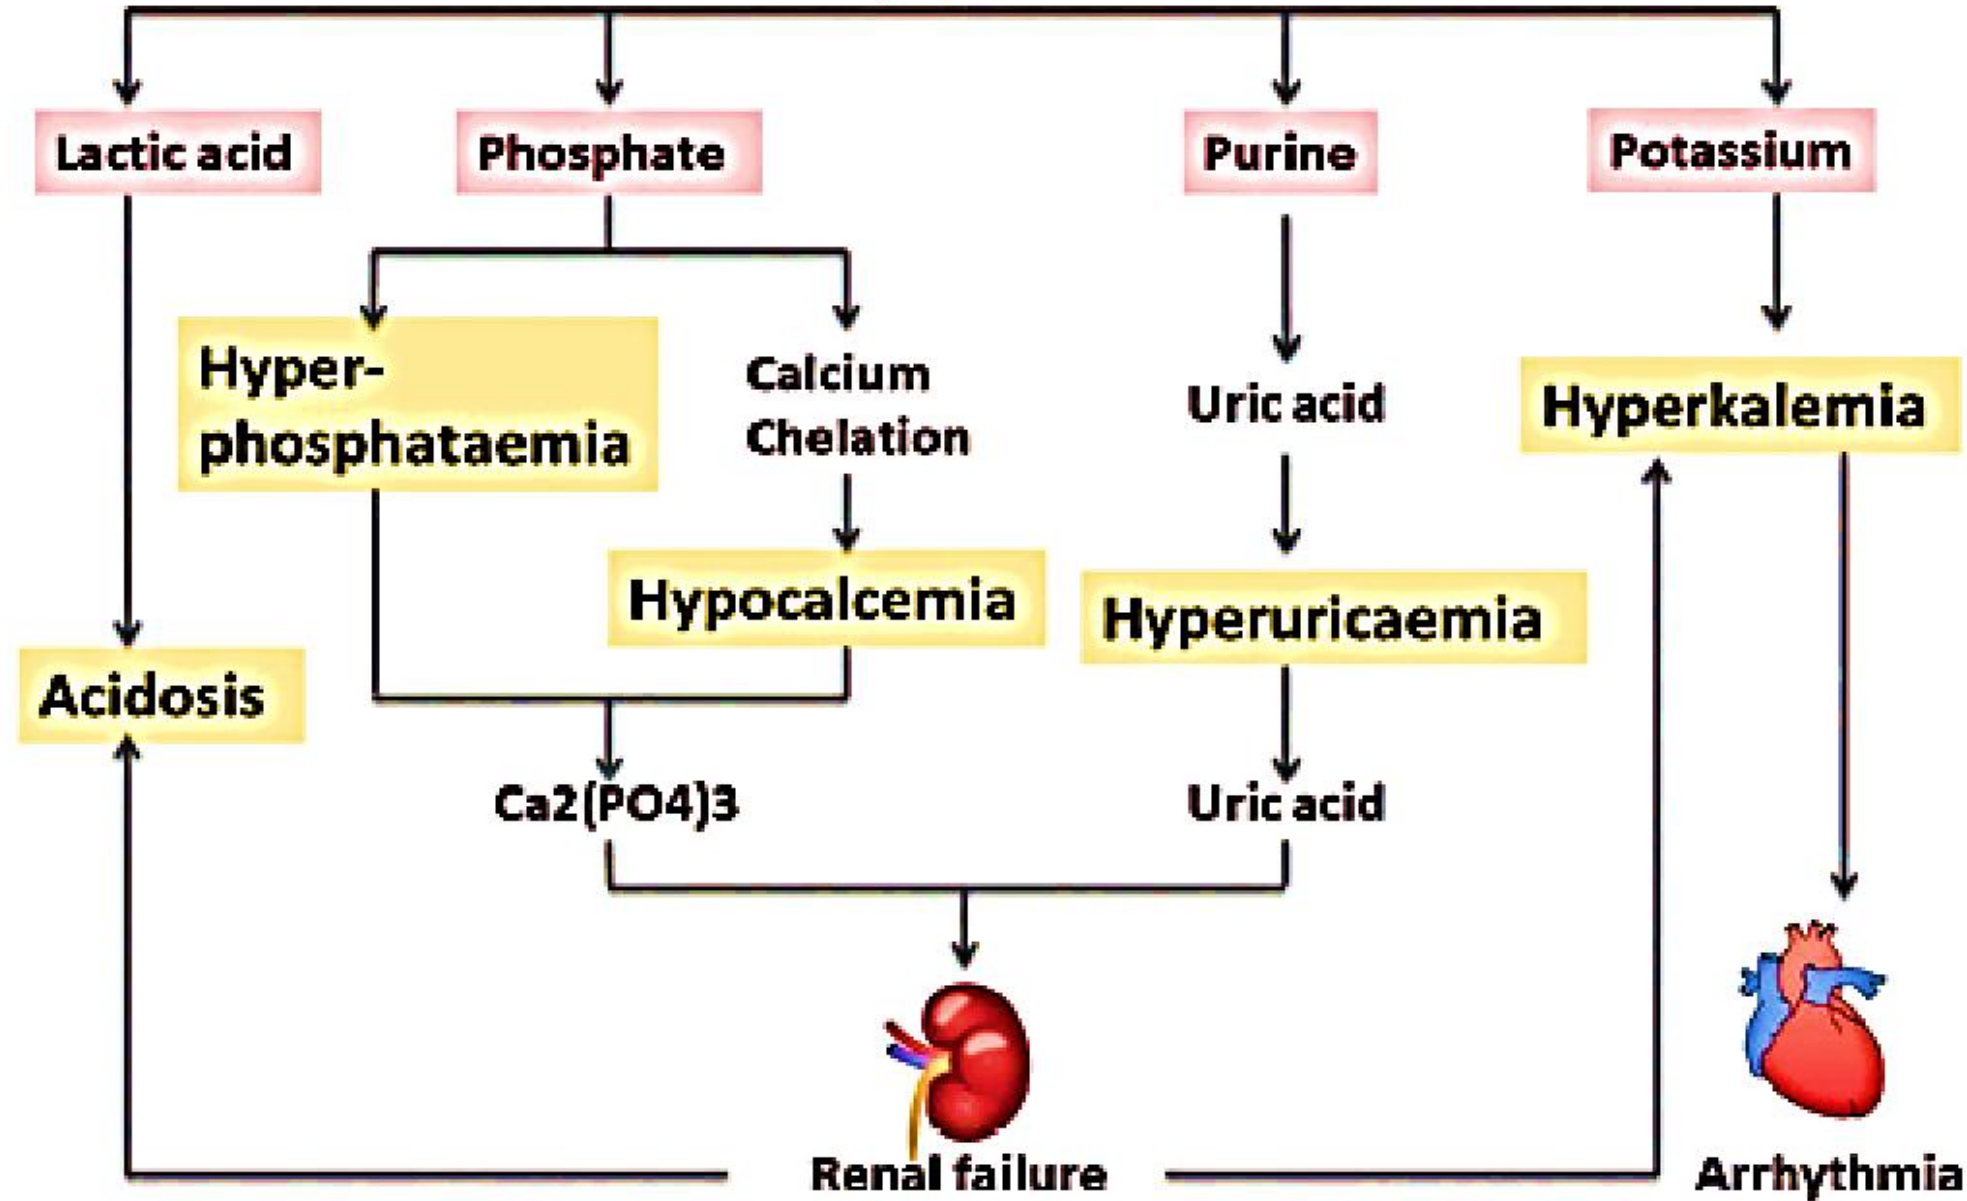 Lactic acid
Phosphate
Purine
Potassium
Hyper-
phosphataemia
Calcium
Chelation
Uric acid
Hyperkalemia
Hypocalcemia
Hyperuricaemia
Acidosis
Ca2(PO4)3
Uric acid
Renal failure
Arrhythmia